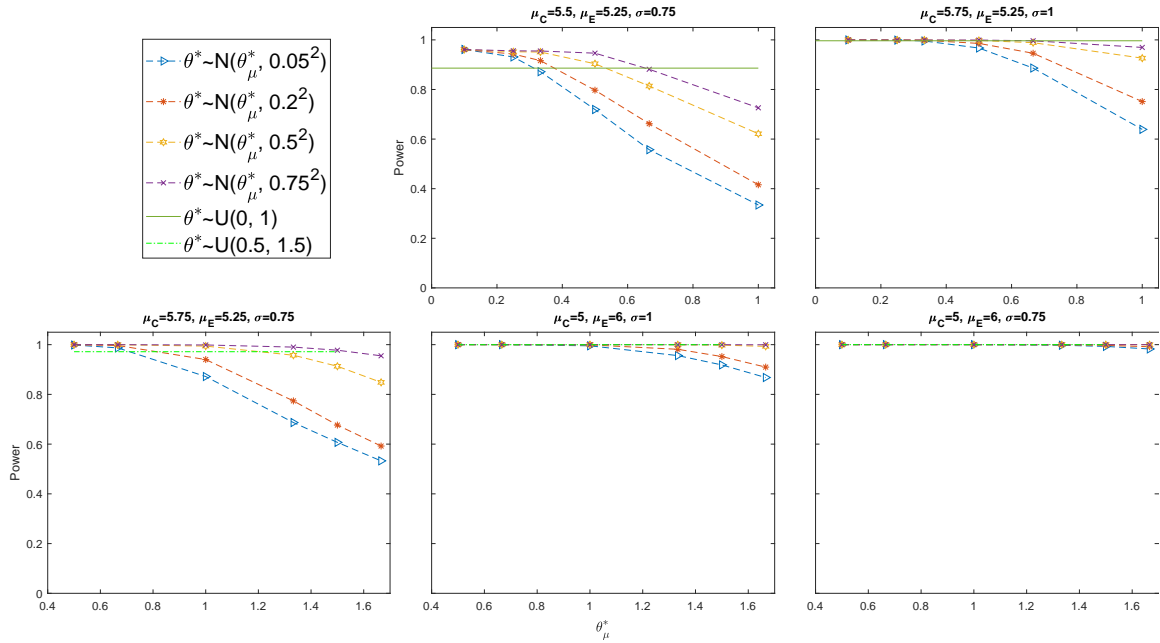 θ*~N(θ*μ, 0.05²)
θ*~N(θ*μ, 0.2²)
θ*~N(θ*μ, 0.5²)
θ*~N(θ*μ, 0.75²)
θ*~U(0, 1)
θ*~U(0.5, 1.5)
μC=5.5, μE=5.25, σ=0.75
1
0.8
0.6
0.4
0.2
0
Power
0 0.2 0.4 0.6 0.8 1
μC=5.75, μE=5.25, σ=1
0 0.2 0.4 0.6 0.8 1
μC=5.75, μE=5.25, σ=0.75
1
0.8
0.6
0.4
0.2
0
Power
0.4 0.6 0.8 1 1.2 1.4 1.6
μC=5, μE=6, σ=1
0.4 0.6 0.8 1 1.2 1.4 1.6
θ*μ
μC=5, μE=6, σ=0.75
0.4 0.6 0.8 1 1.2 1.4 1.6